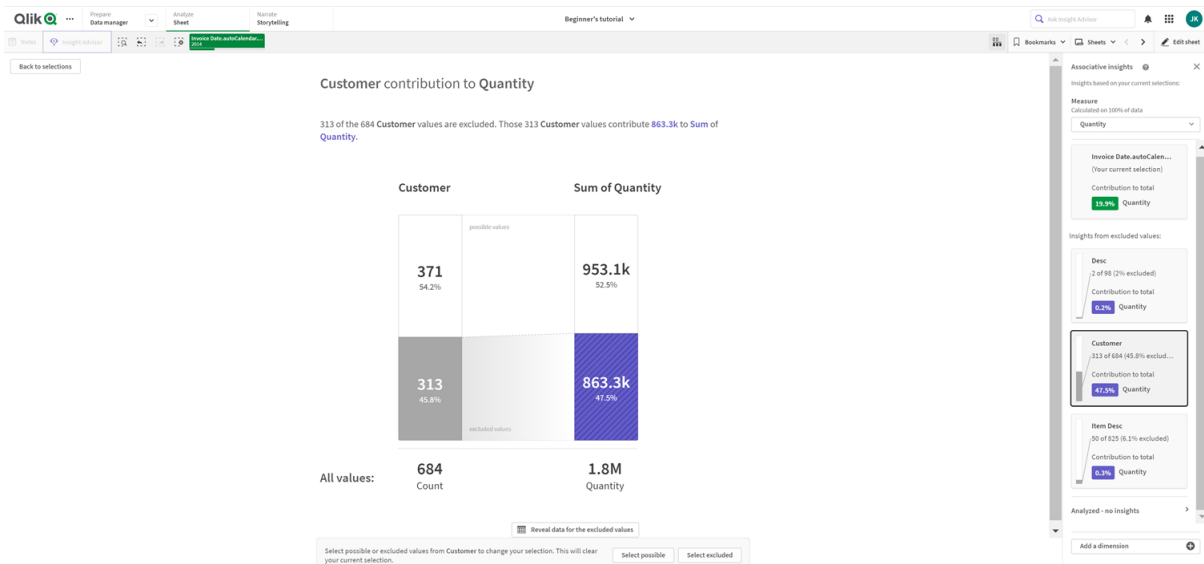 Qlik
Prepare
Data manager
Analyze
Sheet
Narrate
Storytelling
Beginner's tutorial
Ask Insight Advisor
JK
Notes
Insight Advisor
Invoice Date.autoCalendar....
2014
Bookmarks
Sheets
Edit sheet
Back to selections
Customer contribution to Quantity
313 of the 684 Customer values are excluded. Those 313 Customer values contribute 863.3k to Sum of
Quantity.
Customer
Sum of Quantity
possible values
371
54.2%
953.1k
52.5%
313
45.8%
863.3k
47.5%
excluded values
All values:
684
Count
1.8M
Quantity
Reveal data for the excluded values
Select possible or excluded values from Customer to change your selection. This will clear
your current selection.
Select possible
Select excluded
Associative insights
Insights based on your current selections:
Measure
Calculated on 100% of data
Quantity
Invoice Date.autoCalen...
(Your current selection)
Contribution to total
19.9% Quantity
Insights from excluded values:
Desc
2 of 98 (2% excluded)
Contribution to total
0.2% Quantity
Customer
313 of 684 (45.8% exclud...
Contribution to total
47.5% Quantity
Item Desc
50 of 825 (6.1% excluded)
Contribution to total
0.3% Quantity
Analyzed - no insights
Add a dimension